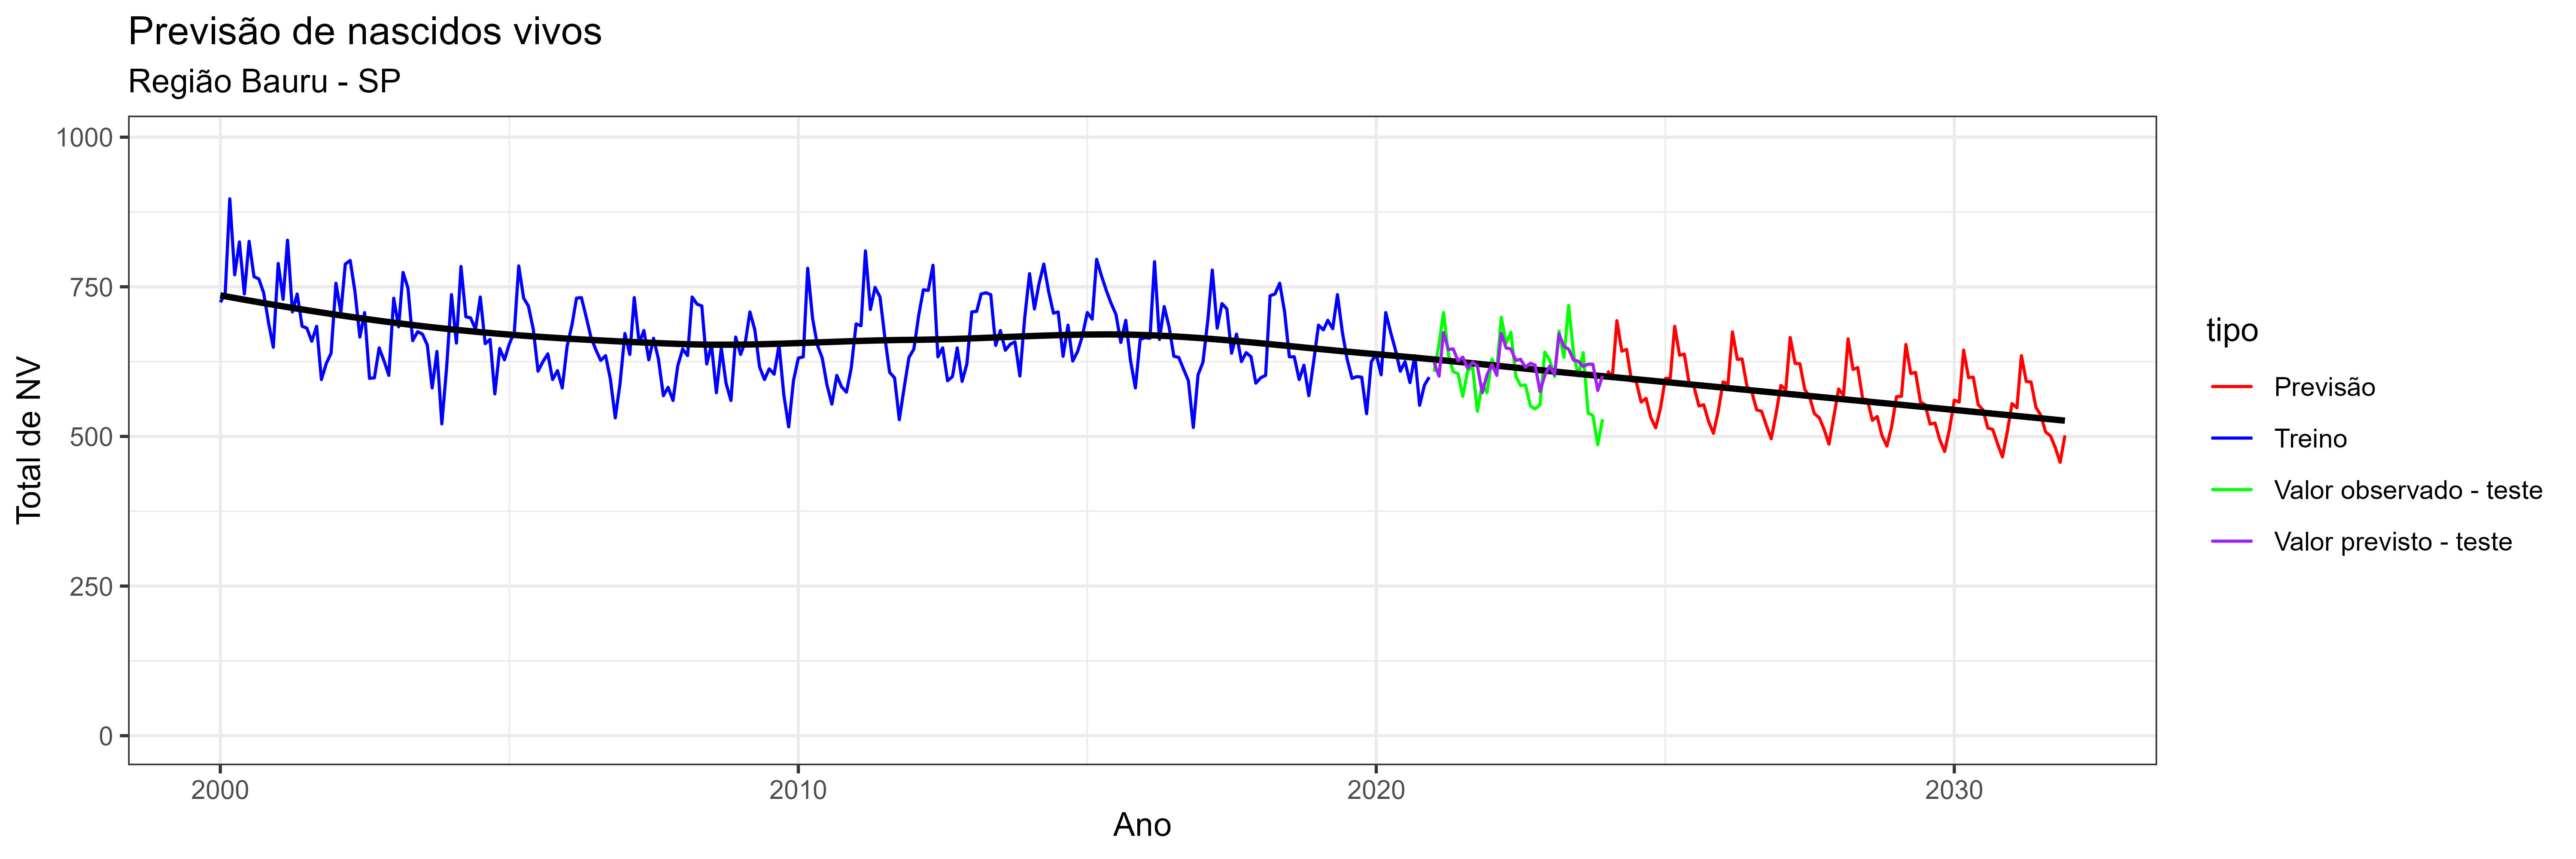 Previsão de nascidos vivos
Região Bauru - SP
Total de NV
1000
750
500
250
0
2000
2010
2020
2030
Ano
tipo
Previsão
Treino
Valor observado - teste
Valor previsto - teste